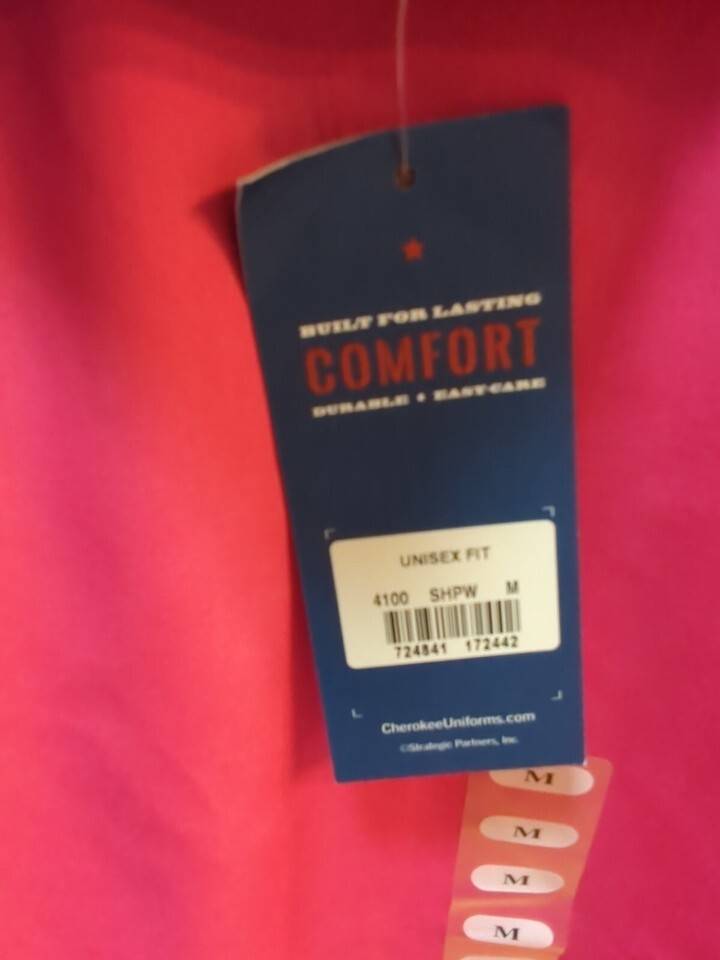 BUILT FOR LASTING
COMFORT
DURABLE • EASY-CARE
UNISEX FIT
4100 SHPW M
724841 172442
CherokeeUniforms.com
©Strategic Partners, Inc.
M
M
M
M